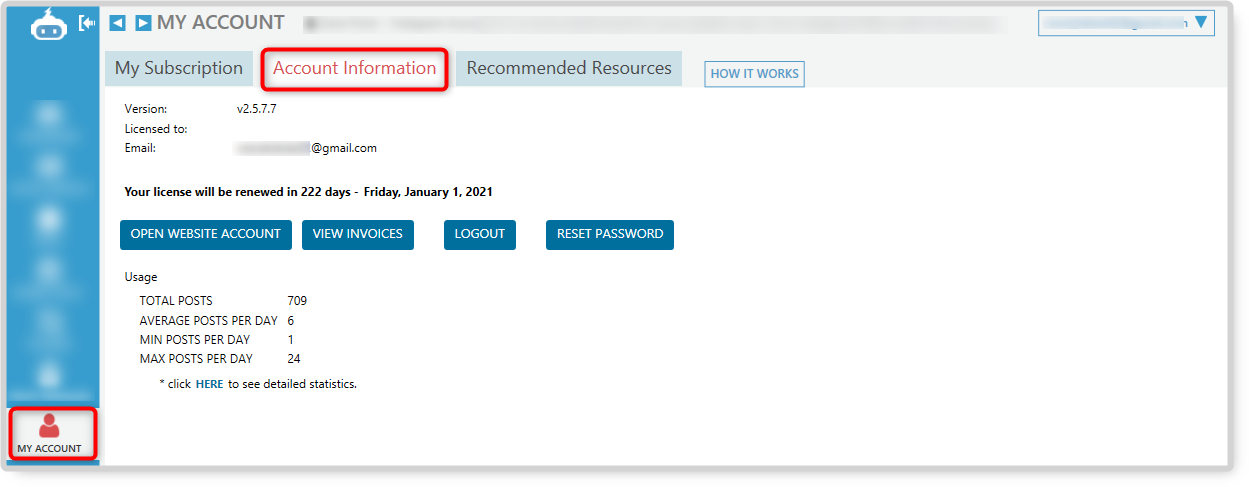 MY ACCOUNT
My Subscription
Account Information
Recommended Resources
HOW IT WORKS
Version: v2.5.7.7
Licensed to:
Email: @gmail.com
Your license will be renewed in 222 days - Friday, January 1, 2021
OPEN WEBSITE ACCOUNT
VIEW INVOICES
LOGOUT
RESET PASSWORD
Usage
TOTAL POSTS 709
AVERAGE POSTS PER DAY 6
MIN POSTS PER DAY 1
MAX POSTS PER DAY 24
* click HERE to see detailed statistics.
MY ACCOUNT